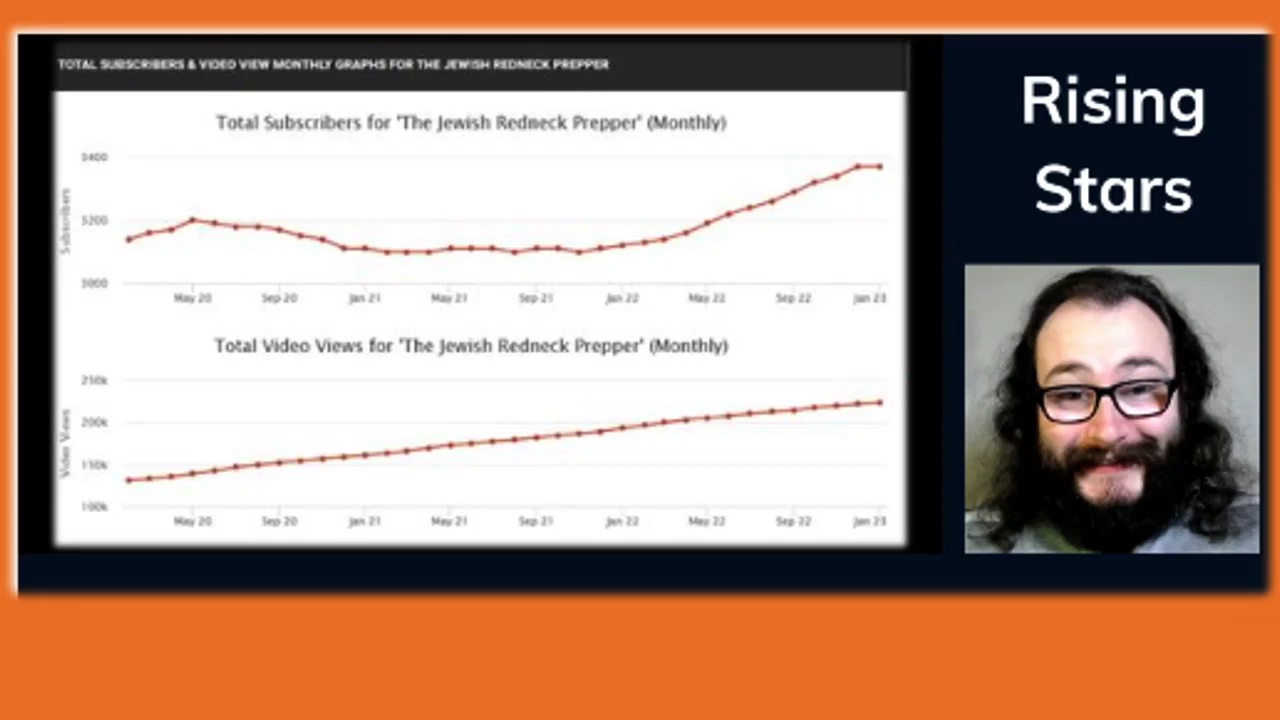 TOTAL SUBSCRIBERS & VIDEO VIEW MONTHLY GRAPHS FOR THE JEWISH REDNECK PREPPER
Total Subscribers for 'The Jewish Redneck Prepper' (Monthly)
Subscribers
3400
3200
3000
May 20 Sep 20 Jan 21 May 21 Sep 21 Jan 22 May 22 Sep 22 Jan 23
Total Video Views for 'The Jewish Redneck Prepper' (Monthly)
Video Views
250k
200k
150k
100k
May 20 Sep 20 Jan 21 May 21 Sep 21 Jan 22 May 22 Sep 22 Jan 23
Rising
Stars